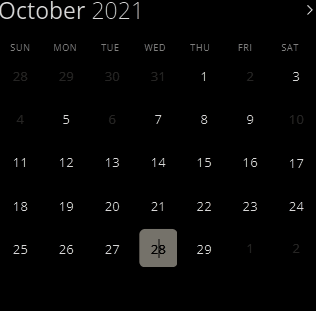 October 2021
SUN MON TUE WED THU FRI SAT
28 29 30 31 1 2 3
4 5 6 7 8 9 10
11 12 13 14 15 16 17
18 19 20 21 22 23 24
25 26 27 28 29 1 2